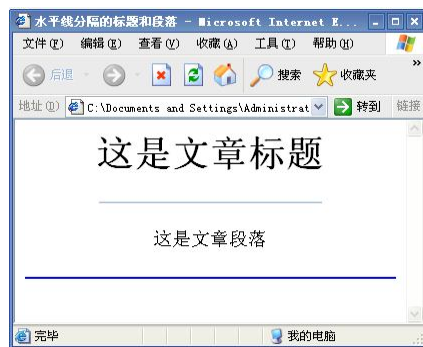 水平线分隔的标题和段落 - Microsoft Internet E...
文件(F) 编辑(E) 查看(V) 收藏(A) 工具(T) 帮助(H)
后退 搜索 收藏夹 »
地址(D) C:\Documents and Settings\Administrat 转到 链接
这是文章标题
这是文章段落
完毕 我的电脑